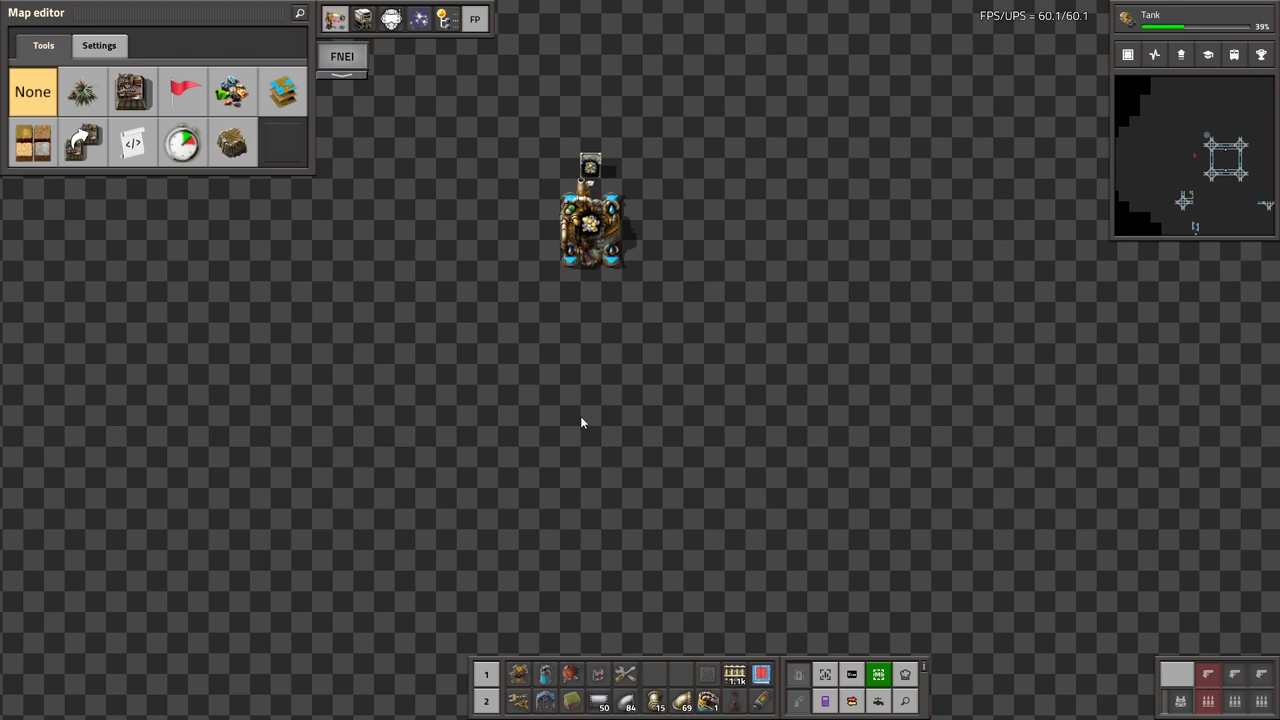 Map editor
Tools
Settings
None
</>
FP
FNEI
FPS/UPS = 60.1/60.1
Tank
39%
1
1.1k
2
50
84
15
69
1